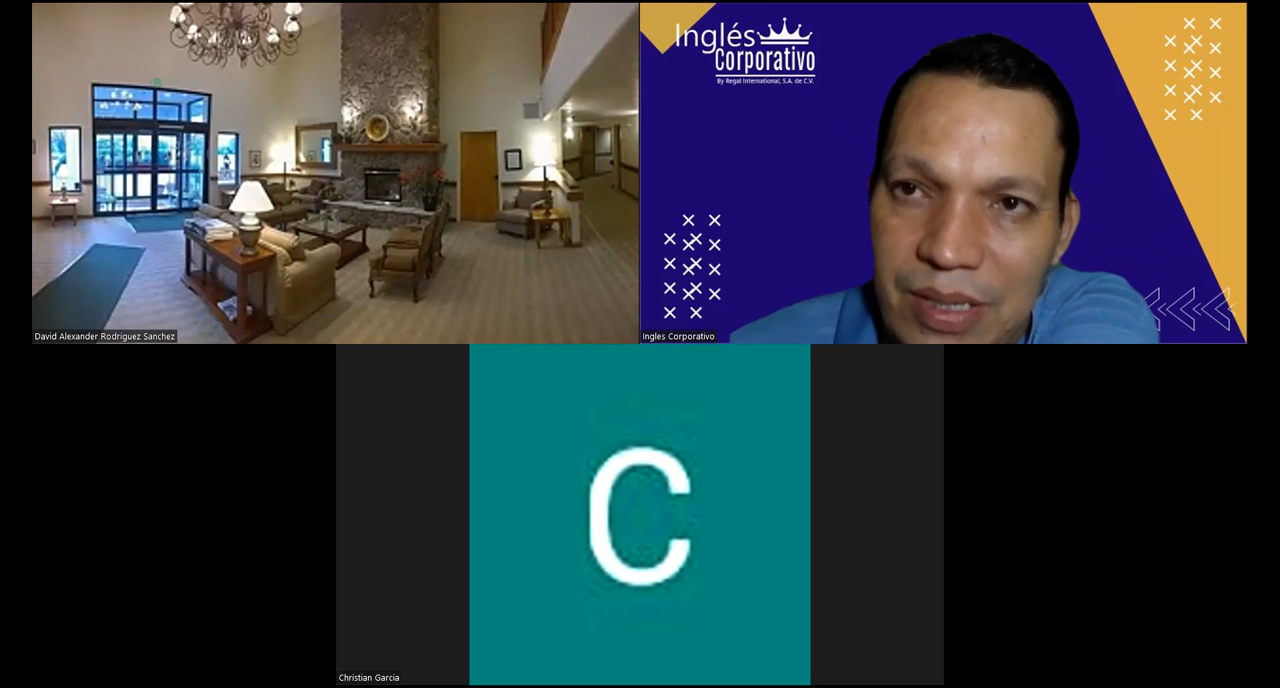 Inglés
Corporativo
By Regal International, S.A. de C.V.
David Alexander Rodriguez Sanchez
Ingles Corporativo
C
Christian Garcia